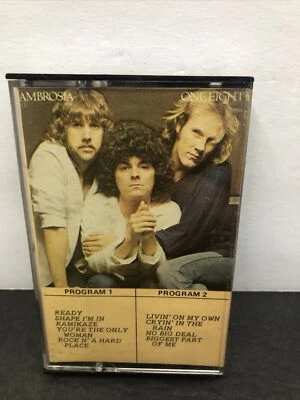 AMBROSIA ONE EIGHTY
PROGRAM 1
READY
SHAPE I'M IN
KAMIKAZE
YOU'RE THE ONLY
WOMAN
ROCK N' A HARD
PLACE
PROGRAM 2
LIVIN' ON MY OWN
CRYIN' IN THE
RAIN
NO BIG DEAL
BIGGEST PART
OF ME